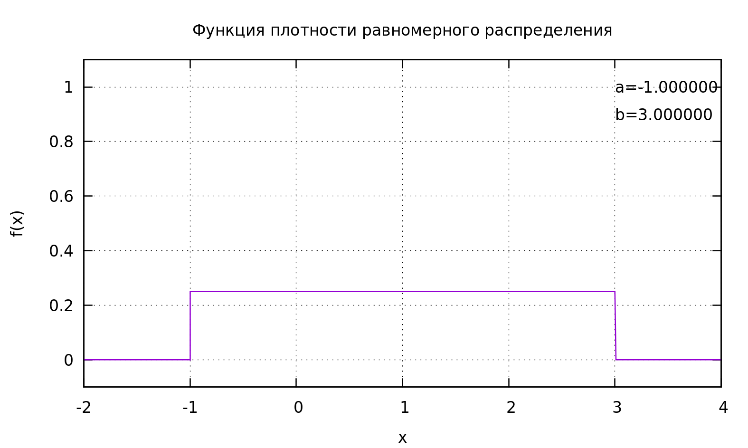 Функция плотности равномерного распределения
a=-1.000000
b=3.000000
1
0.8
0.6
0.4
0.2
0
f(x)
-2 -1 0 1 2 3 4
x